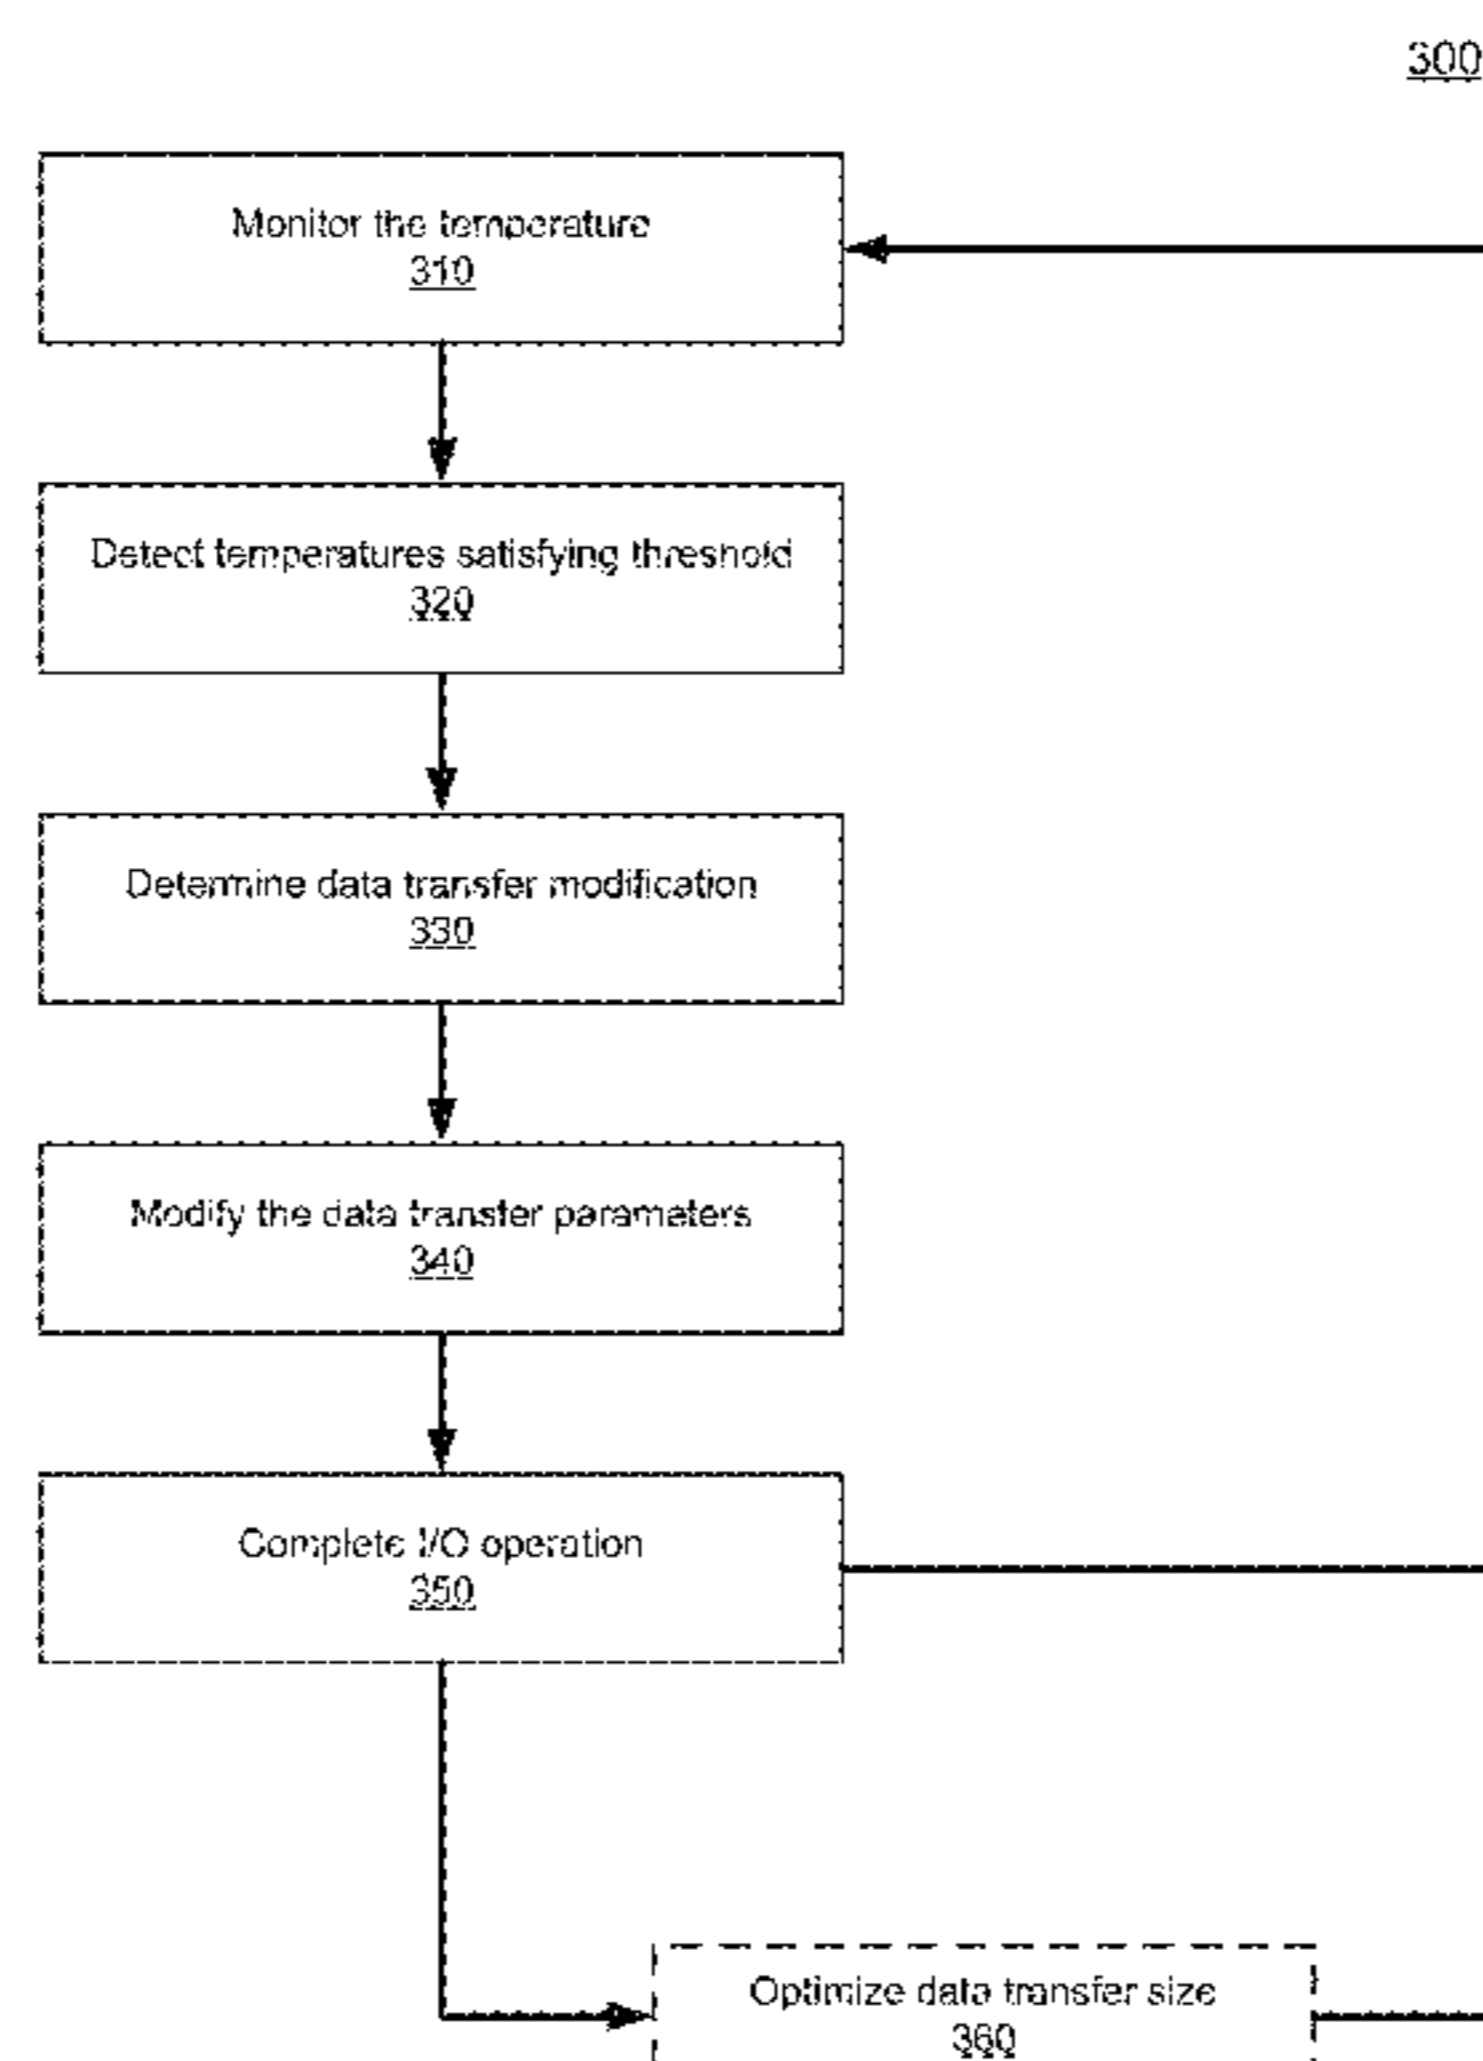 300
Monitor the temperature
310
Detect temperatures satisfying threshold
320
Determine data transfer modification
330
Modify the data transfer parameters
340
Complete I/O operation
350
Optimize data transfer size
360